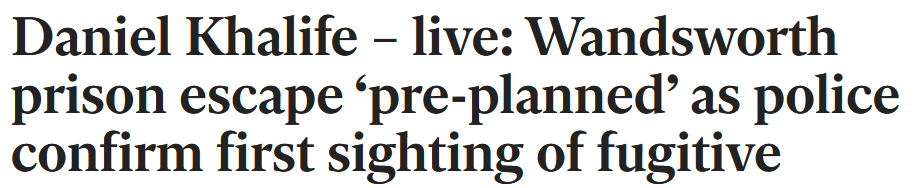 Daniel Khalife – live: Wandsworth
prison escape ‘pre-planned’ as police
confirm first sighting of fugitive